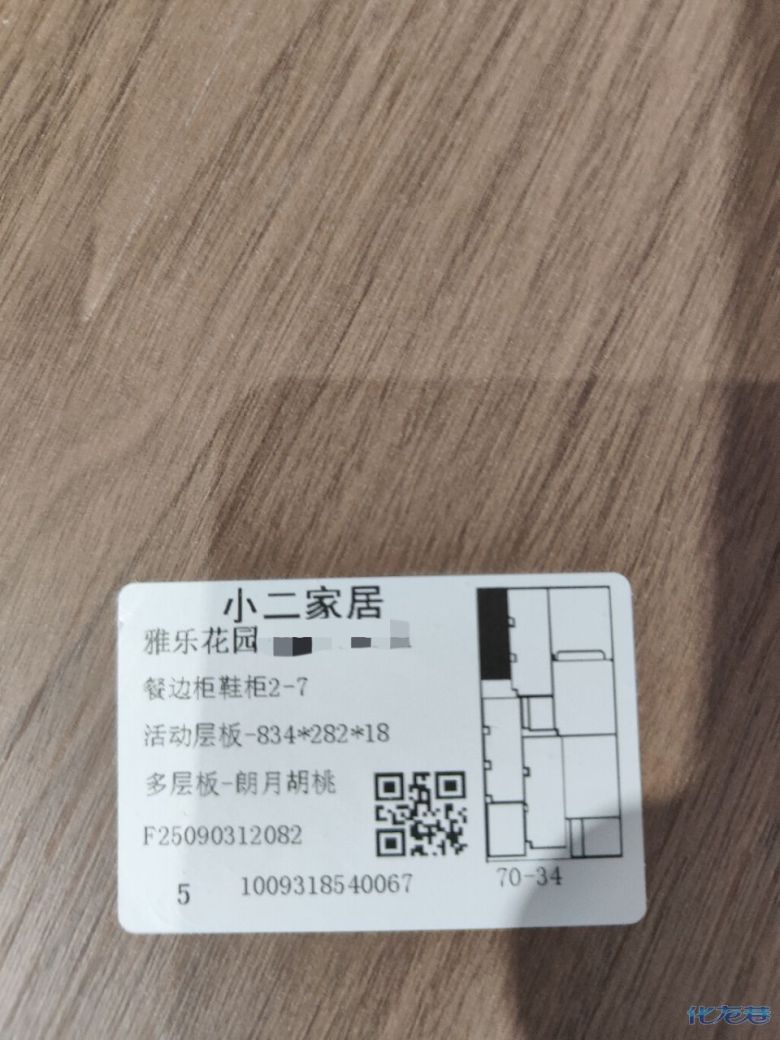 小二家居
雅乐花园
餐边柜鞋柜2-7
活动层板-834*282*18
多层板-朗月胡桃
F25090312082
5 1009318540067 70-34
化龙巷